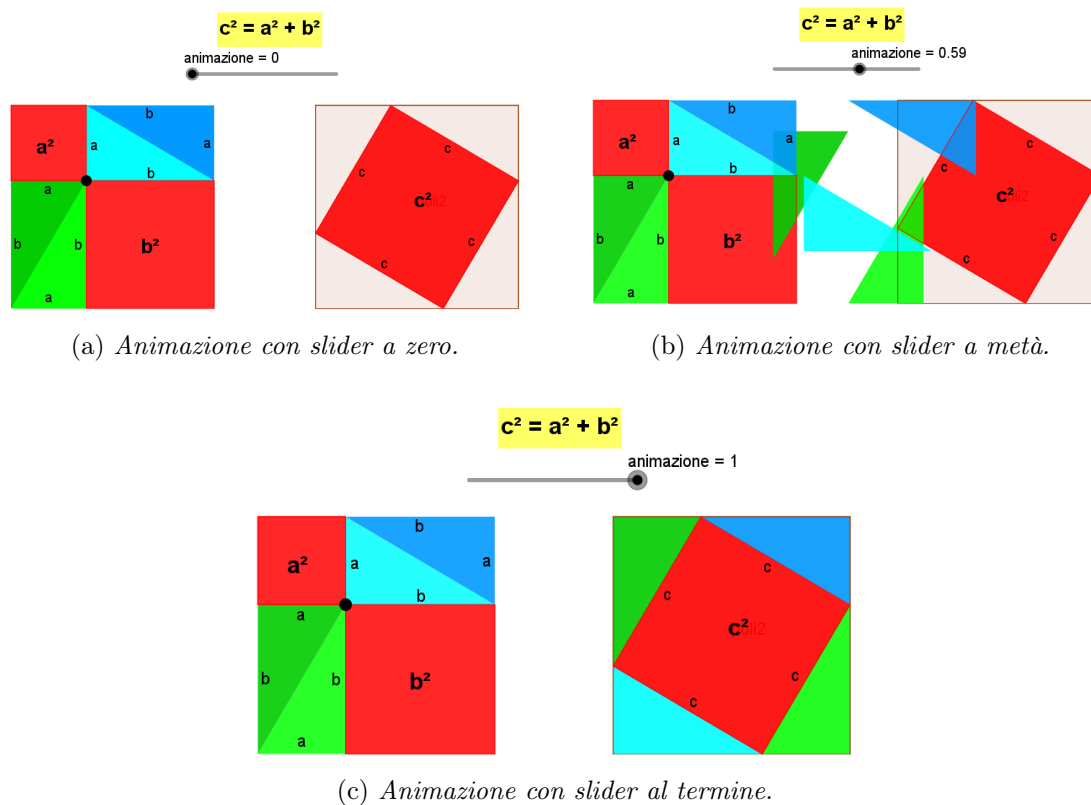 c² = a² + b²
animazione = 0
b
a²
a
a
b
a
b
b
b²
a
c
c
c²
c
c
c² = a² + b²
animazione = 0.59
b
a²
a
a
b
a
b
b
b²
a
c
c
c²
c
c
(a) Animazione con slider a zero.
(b) Animazione con slider a metà.
c² = a² + b²
animazione = 1
b
a²
a
a
b
a
b
b
b²
a
c
c
c²
c
c
(c) Animazione con slider al termine.